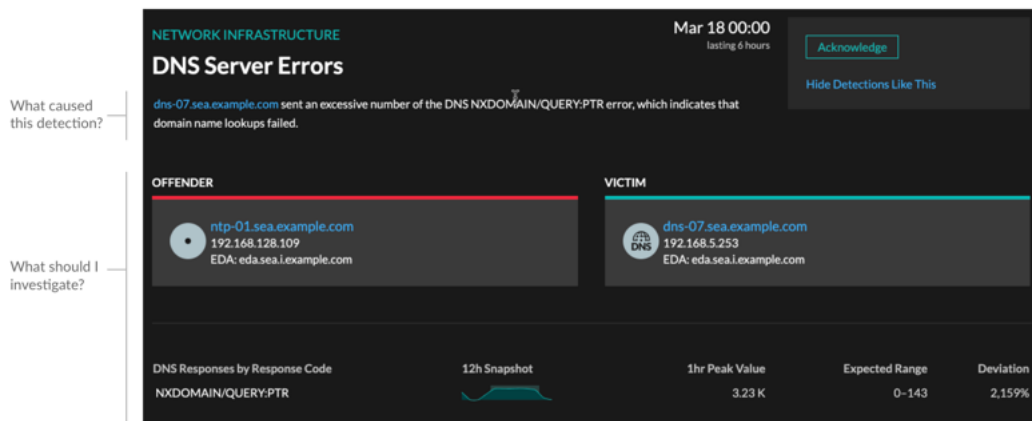 NETWORK INFRASTRUCTURE
DNS Server Errors
Mar 18 00:00
lasting 6 hours
Acknowledge
Hide Detections Like This
What caused
this detection?
dns-07.sea.example.com sent an excessive number of the DNS NXDOMAIN/QUERY:PTR error, which indicates that
domain name lookups failed.
What should I
investigate?
OFFENDER
ntp-01.sea.example.com
192.168.128.109
EDA: eda.sea.i.example.com
VICTIM
DNS
dns-07.sea.example.com
192.168.5.253
EDA: eda.sea.i.example.com
DNS Responses by Response Code 12h Snapshot 1hr Peak Value Expected Range Deviation
NXDOMAIN/QUERY:PTR 3.23 K 0–143 2,159%